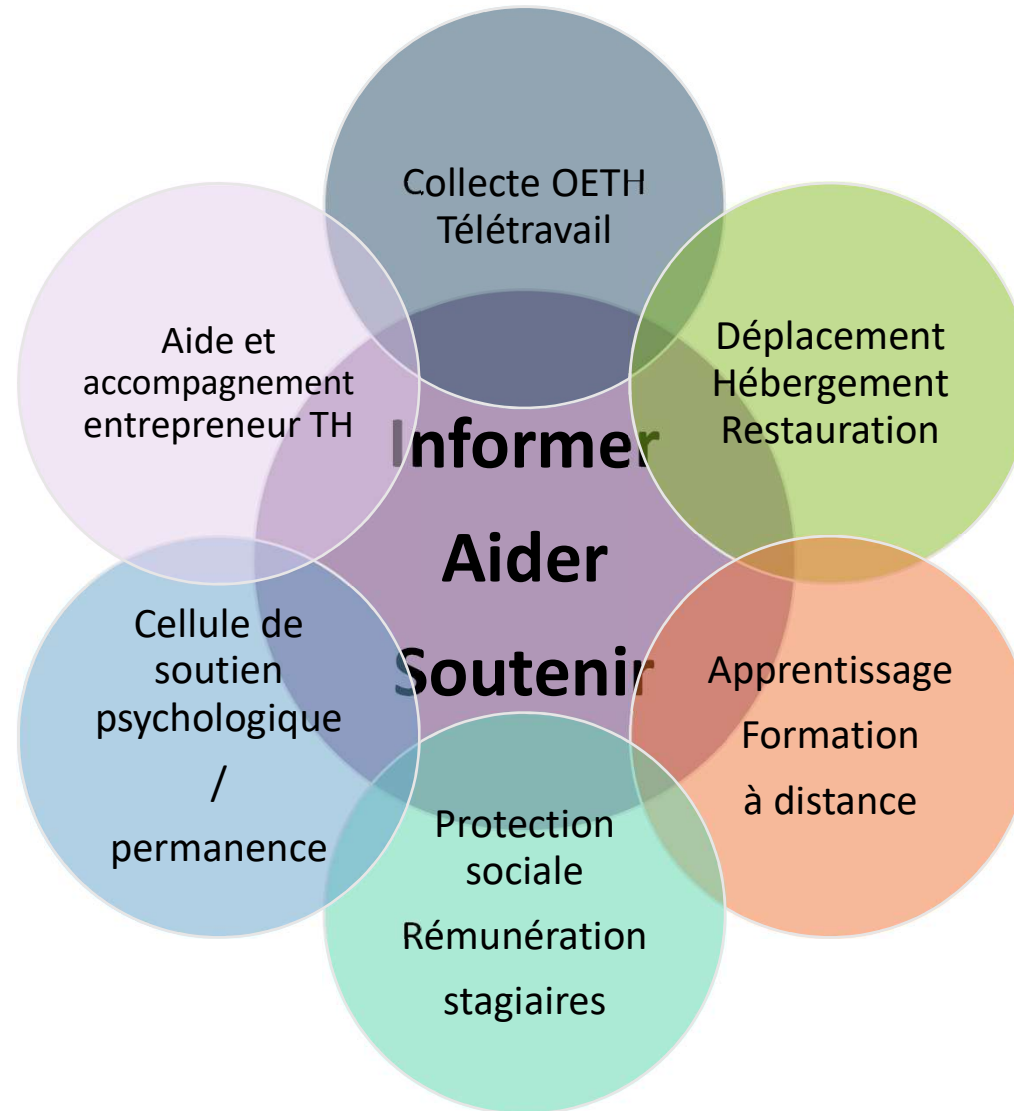 Collecte OETH
Télétravail
Déplacement
Hébergement
Restauration
Apprentissage
Formation
à distance
Protection
sociale
Rémunération
stagiaires
Cellule de
soutien
psychologique
/
permanence
Aide et
accompagnement
entrepreneur TH
Informer
Aider
Soutenir